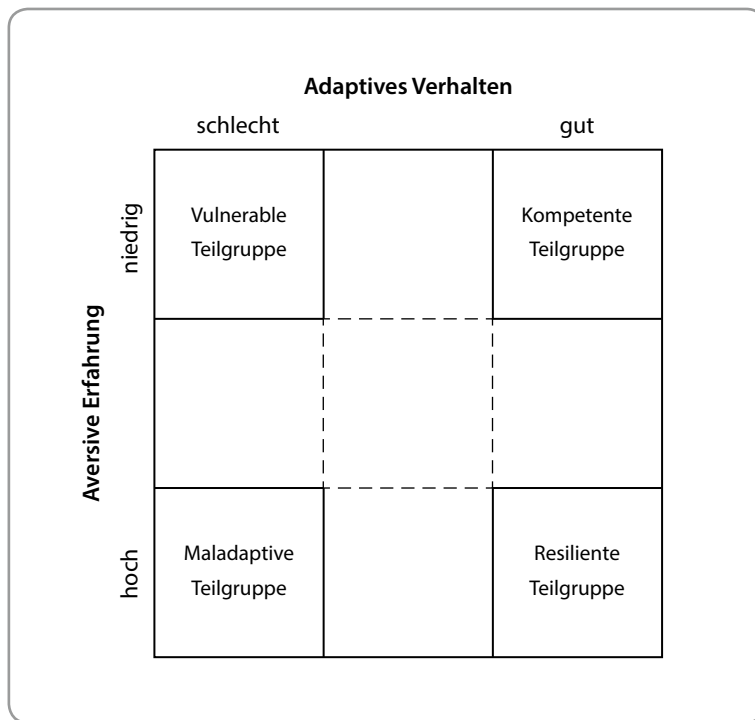 Adaptives Verhalten
schlecht
gut
niedrig
Vulnerable
Teilgruppe
Kompetente
Teilgruppe
Aversive Erfahrung
hoch
Maladaptive
Teilgruppe
Resiliente
Teilgruppe